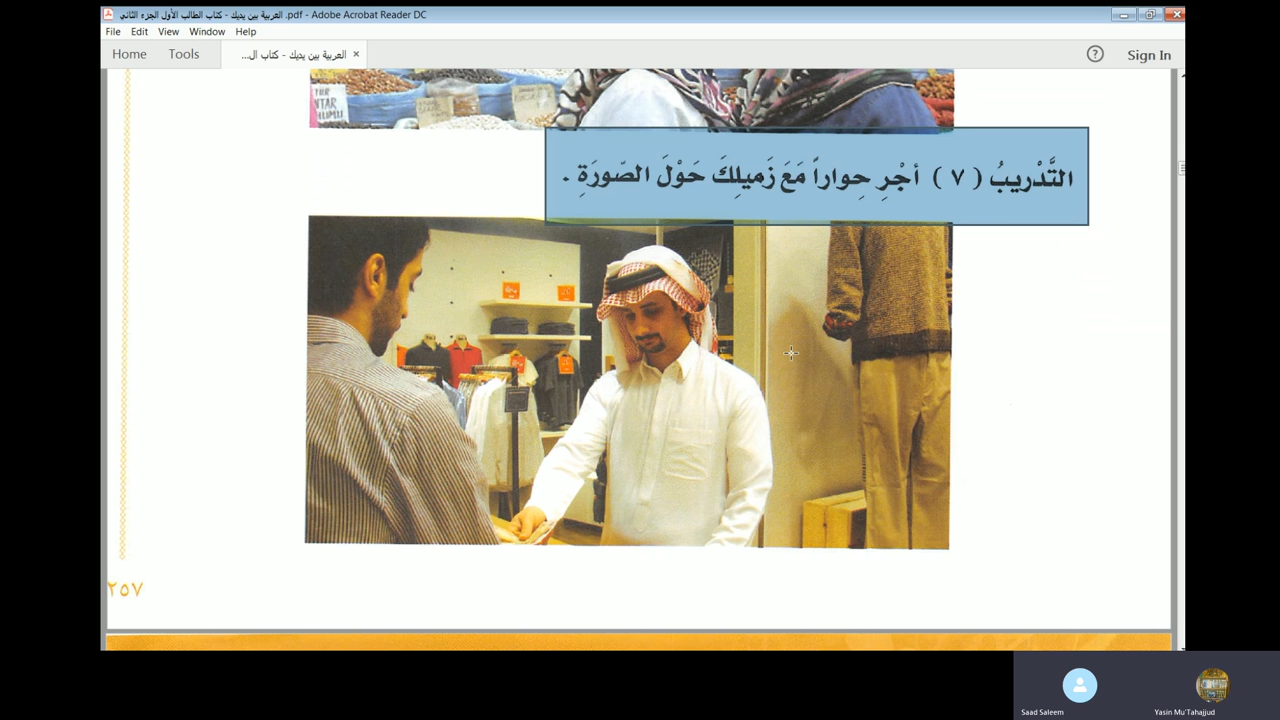 العربية بين يديك - كتاب الطالب الأول الجزء الثاني .pdf - Adobe Acrobat Reader DC
File Edit View Window Help
Home Tools العربية بين يديك - كتاب ال... × Sign In
التَّدْريبُ ( ٧ ) أجْرِ حِواراً مَعَ زَميلِكَ حَوْلَ الصّورَةِ .
٢٥٧
Saad Saleem
Yasin Mu`Tahajjud